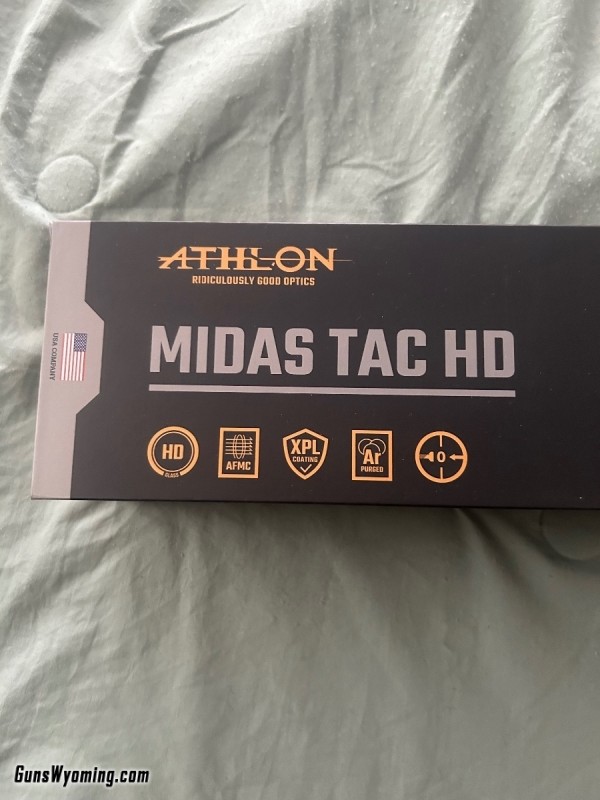 ATHLON
RIDICULOUSLY GOOD OPTICS
MIDAS TAC HD
USA COMPANY
HD
GLASS
AFMC
XPL
COATING
Ar
PURGED
0
GunsWyoming.com